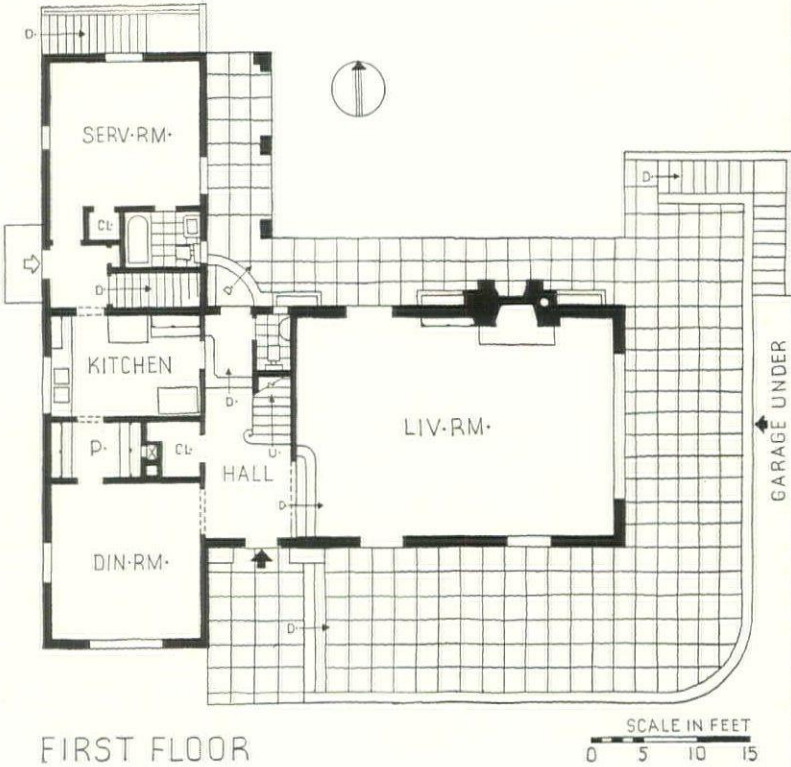 D·
SERV·RM·
D·
CL·
D·
D·
KITCHEN
GARAGE UNDER
D·
LIV·RM·
P·
X
CL·
U·
HALL
D·
DIN·RM·
D·
FIRST FLOOR
SCALE IN FEET
0 5 10 15